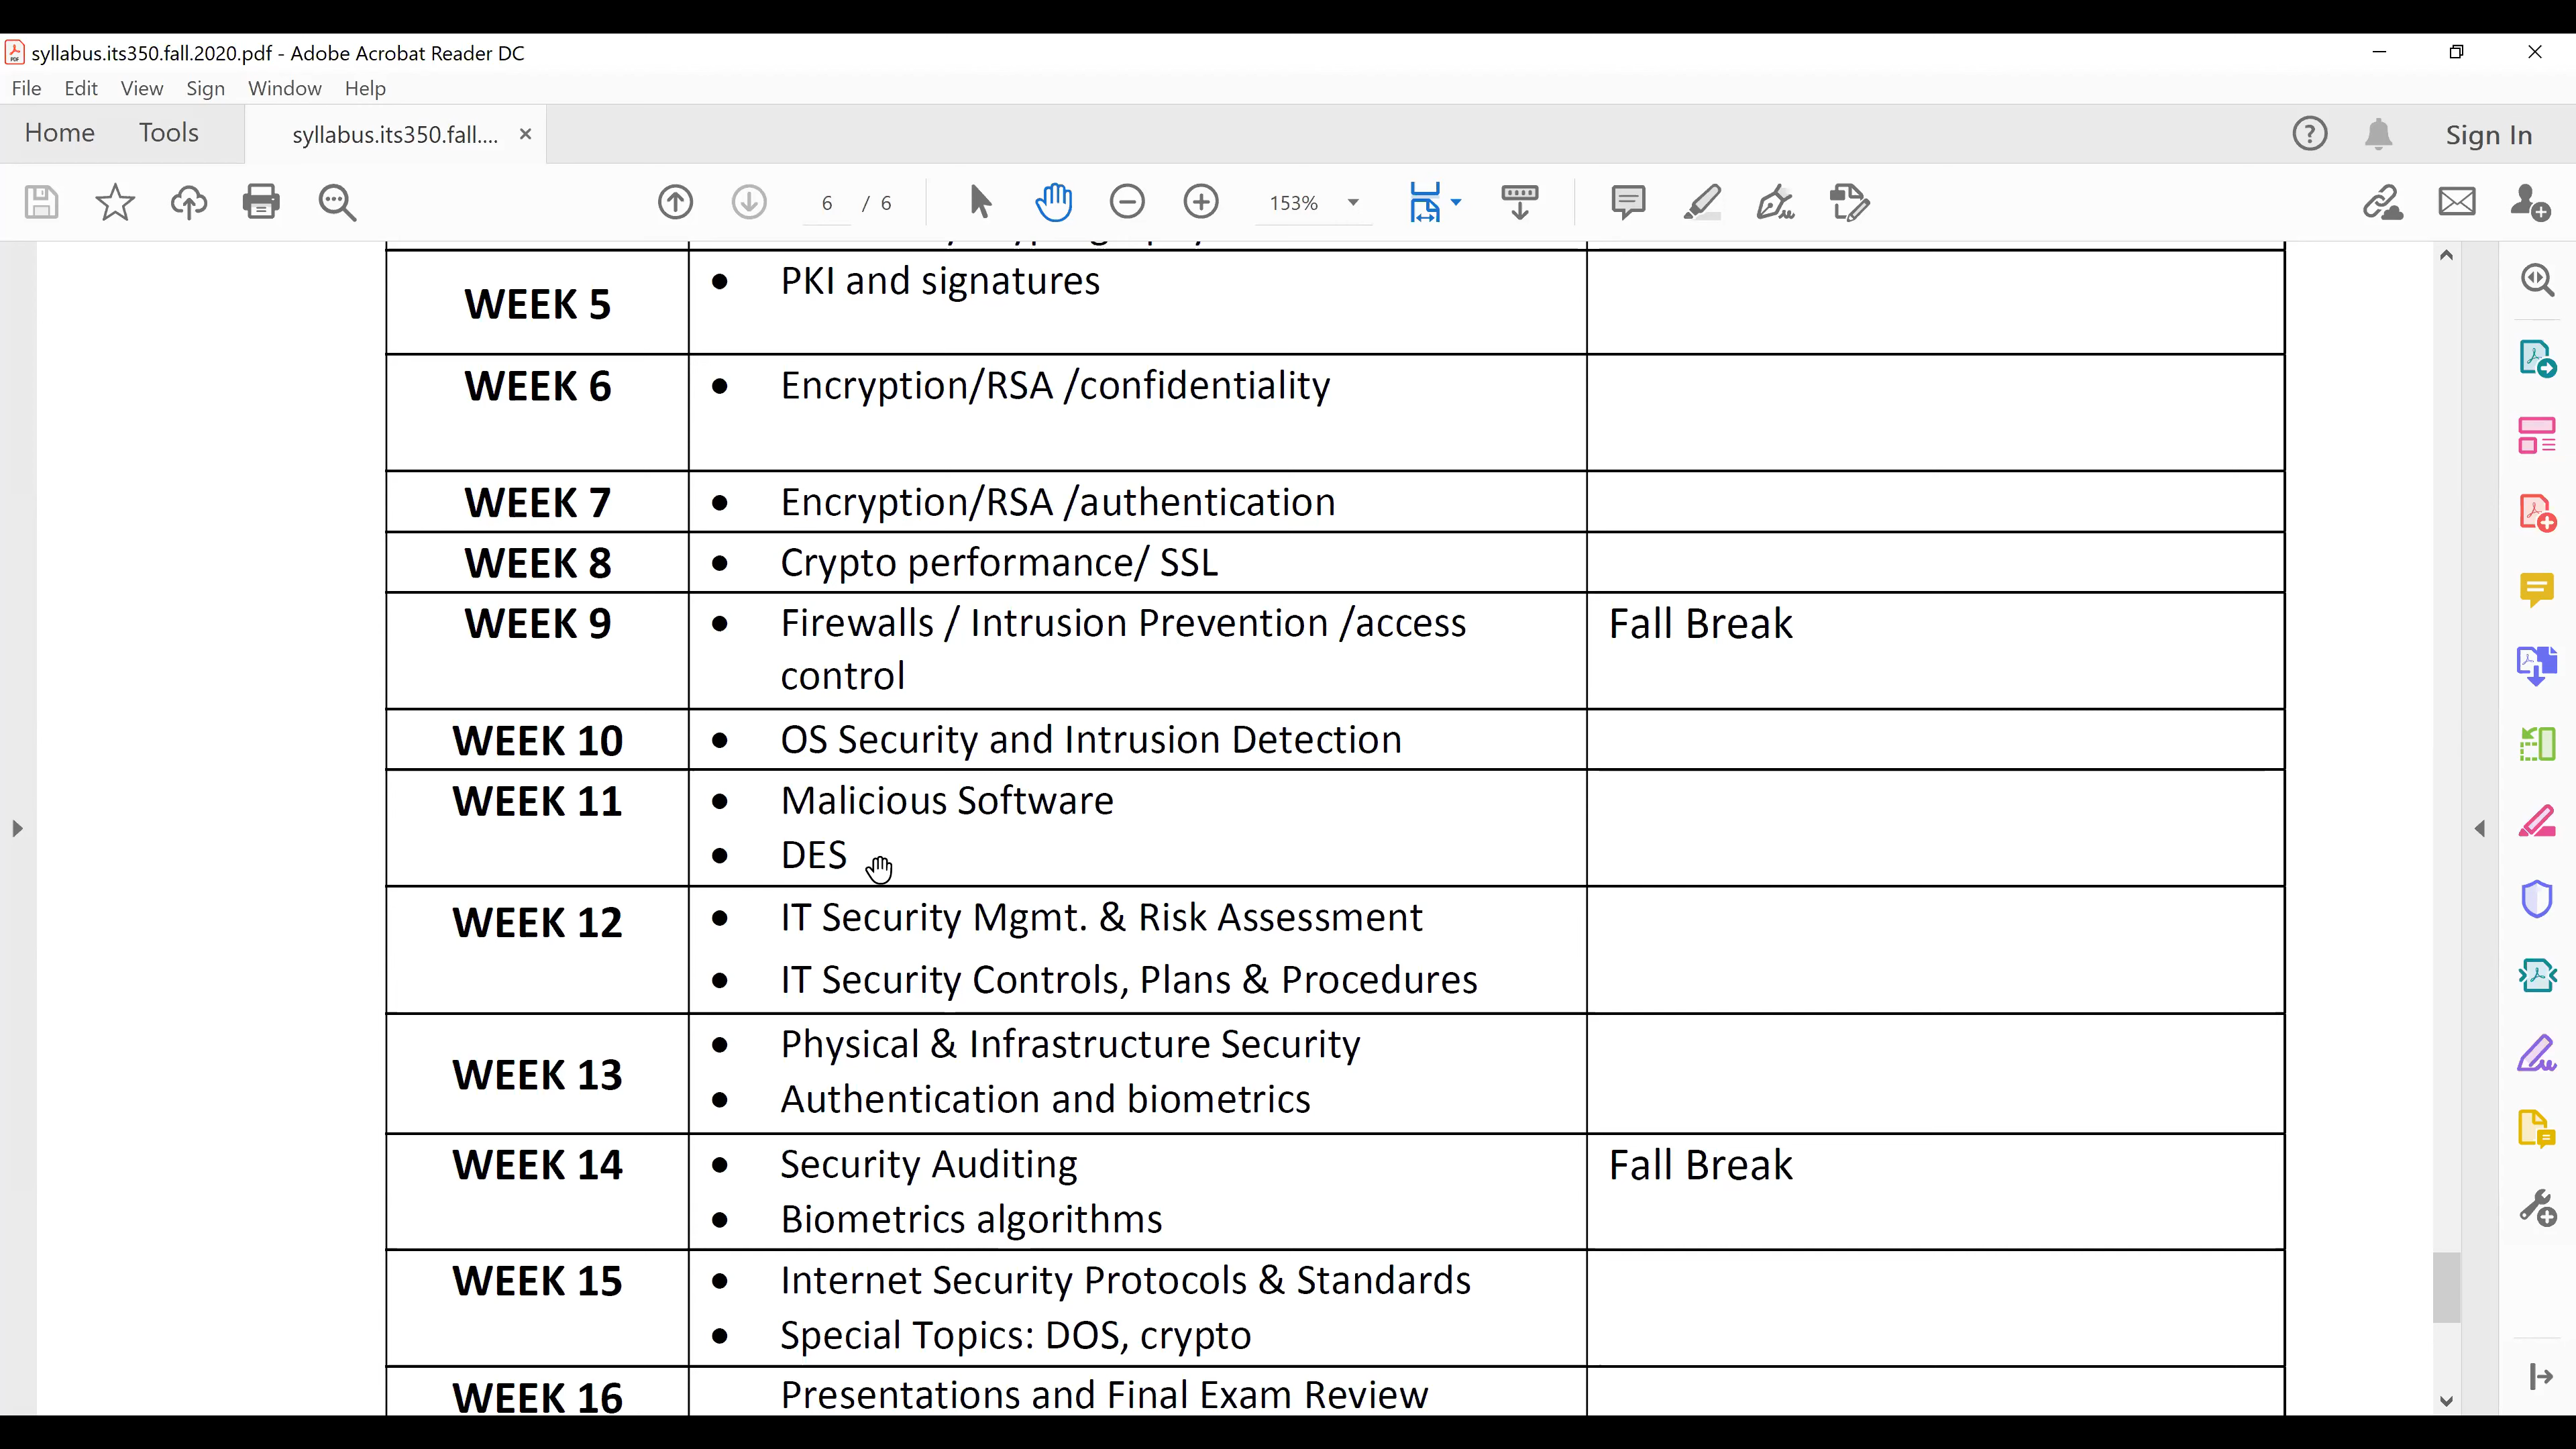 syllabus.its350.fall.2020.pdf - Adobe Acrobat Reader DC
File Edit View Sign Window Help
Home Tools syllabus.its350.fall.... × Sign In
6 / 6 153%
WEEK 5 • PKI and signatures
WEEK 6 • Encryption/RSA /confidentiality
WEEK 7 • Encryption/RSA /authentication
WEEK 8 • Crypto performance/ SSL
WEEK 9 • Firewalls / Intrusion Prevention /access Fall Break
control
WEEK 10 • OS Security and Intrusion Detection
WEEK 11 • Malicious Software
• DES
WEEK 12 • IT Security Mgmt. & Risk Assessment
• IT Security Controls, Plans & Procedures
• Physical & Infrastructure Security
WEEK 13
• Authentication and biometrics
WEEK 14 • Security Auditing Fall Break
• Biometrics algorithms
WEEK 15 • Internet Security Protocols & Standards
• Special Topics: DOS, crypto
WEEK 16 Presentations and Final Exam Review